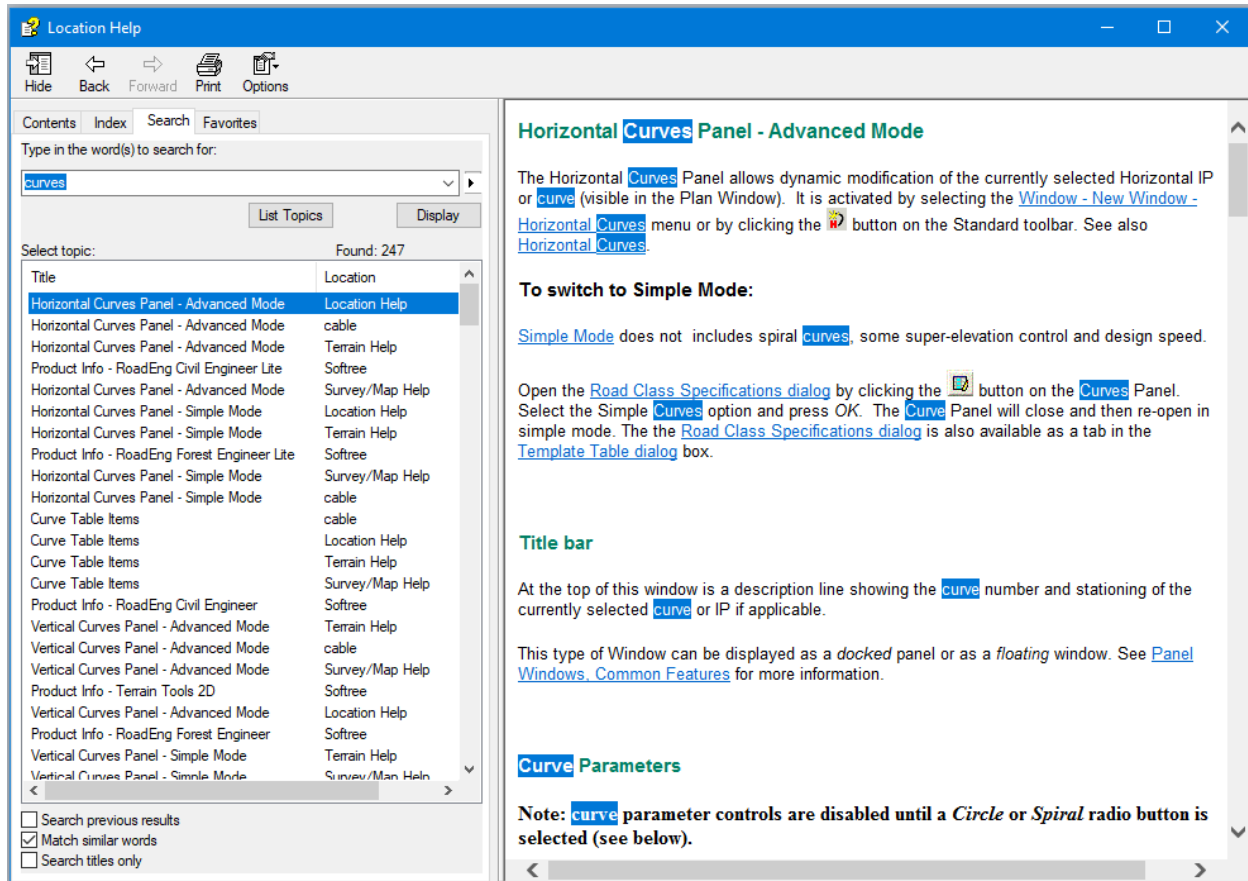 Location Help
Hide Back Forward Print Options
Contents Index Search Favorites
Type in the word(s) to search for:
curves
List Topics Display
Select topic: Found: 247
Title Location
Horizontal Curves Panel - Advanced Mode Location Help
Horizontal Curves Panel - Advanced Mode cable
Horizontal Curves Panel - Advanced Mode Terrain Help
Product Info - RoadEng Civil Engineer Lite Softree
Horizontal Curves Panel - Advanced Mode Survey/Map Help
Horizontal Curves Panel - Simple Mode Location Help
Horizontal Curves Panel - Simple Mode Terrain Help
Product Info - RoadEng Forest Engineer Lite Softree
Horizontal Curves Panel - Simple Mode Survey/Map Help
Horizontal Curves Panel - Simple Mode cable
Curve Table Items cable
Curve Table Items Location Help
Curve Table Items Terrain Help
Curve Table Items Survey/Map Help
Product Info - RoadEng Civil Engineer Softree
Vertical Curves Panel - Advanced Mode Terrain Help
Vertical Curves Panel - Advanced Mode cable
Vertical Curves Panel - Advanced Mode Survey/Map Help
Product Info - Terrain Tools 2D Softree
Vertical Curves Panel - Advanced Mode Location Help
Product Info - RoadEng Forest Engineer Softree
Vertical Curves Panel - Simple Mode Terrain Help
Vertical Curves Panel - Simple Mode Survey/Map Help
Search previous results
Match similar words
Search titles only
Horizontal Curves Panel - Advanced Mode
The Horizontal Curves Panel allows dynamic modification of the currently selected Horizontal IP
or curve (visible in the Plan Window). It is activated by selecting the Window - New Window -
Horizontal Curves menu or by clicking the button on the Standard toolbar. See also
Horizontal Curves.
To switch to Simple Mode:
Simple Mode does not includes spiral curves, some super-elevation control and design speed.
Open the Road Class Specifications dialog by clicking the button on the Curves Panel.
Select the Simple Curves option and press OK. The Curve Panel will close and then re-open in
simple mode. The the Road Class Specifications dialog is also available as a tab in the
Template Table dialog box.
Title bar
At the top of this window is a description line showing the curve number and stationing of the
currently selected curve or IP if applicable.
This type of Window can be displayed as a docked panel or as a floating window. See Panel
Windows, Common Features for more information.
Curve Parameters
Note: curve parameter controls are disabled until a Circle or Spiral radio button is
selected (see below).